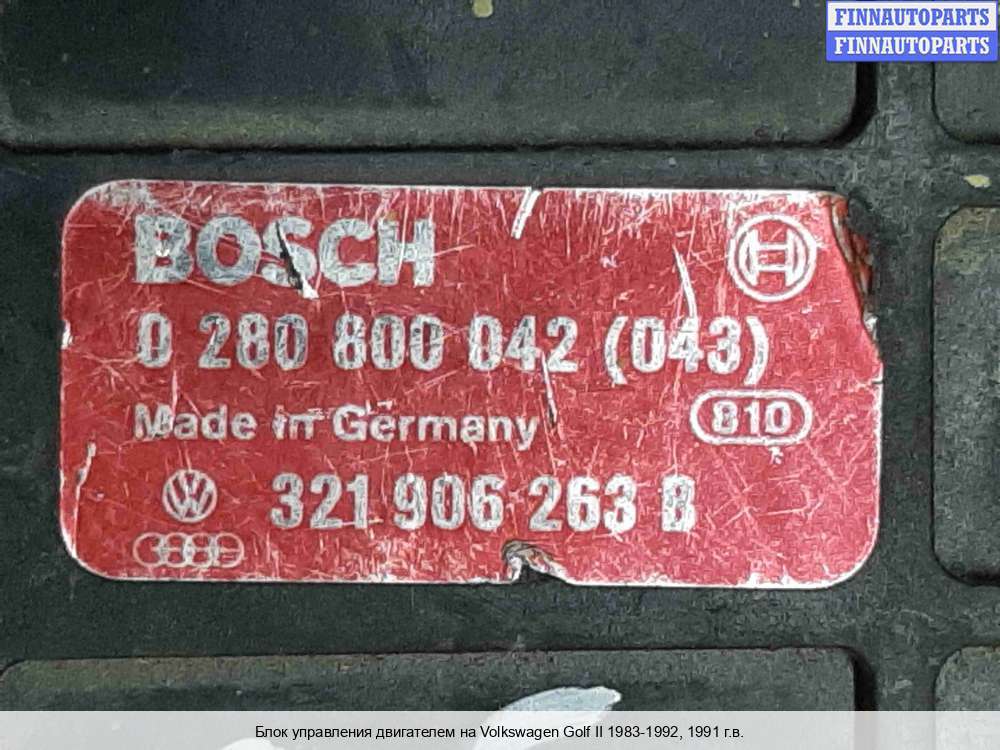 FINNAUTOPARTS
FINNAUTOPARTS
BOSCH
0 280 800 042 (043)
Made in Germany 810
321 906 263 B
Блок управления двигателем на Volkswagen Golf II 1983-1992, 1991 г.в.